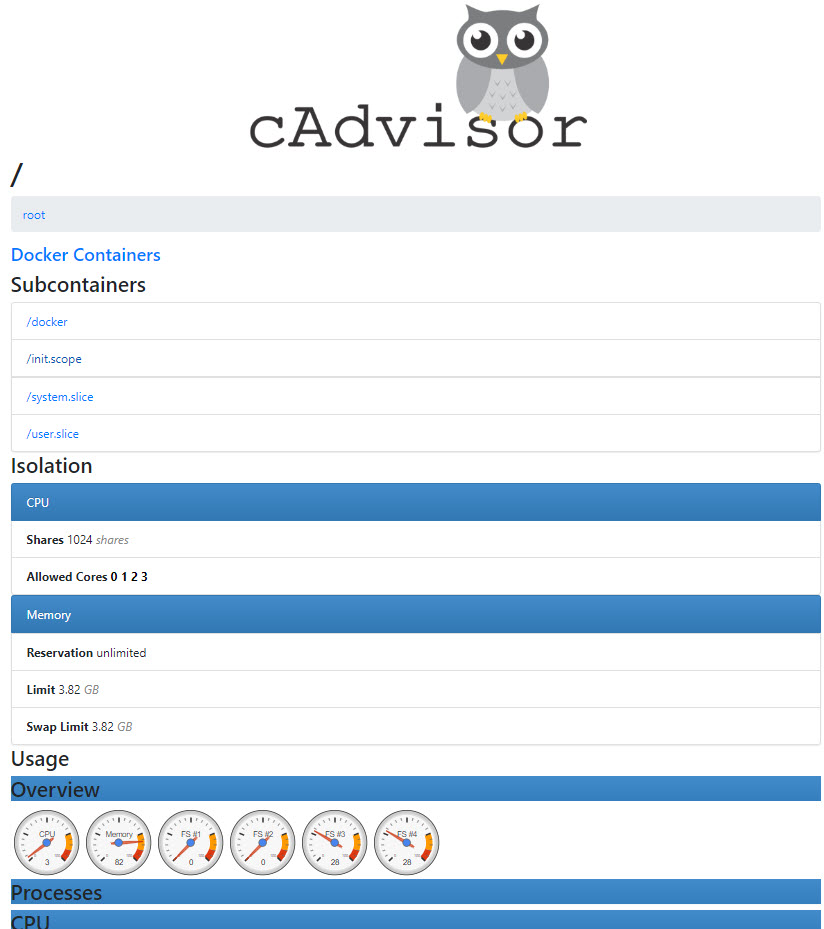 cAdvisor
/
root
Docker Containers
Subcontainers
/docker
/init.scope
/system.slice
/user.slice
Isolation
CPU
Shares 1024 shares
Allowed Cores 0 1 2 3
Memory
Reservation unlimited
Limit 3.82 GB
Swap Limit 3.82 GB
Usage
Overview
CPU Memory FS #1 FS #2 FS #3 FS #4
3 82 0 0 28 28
Processes
CPU